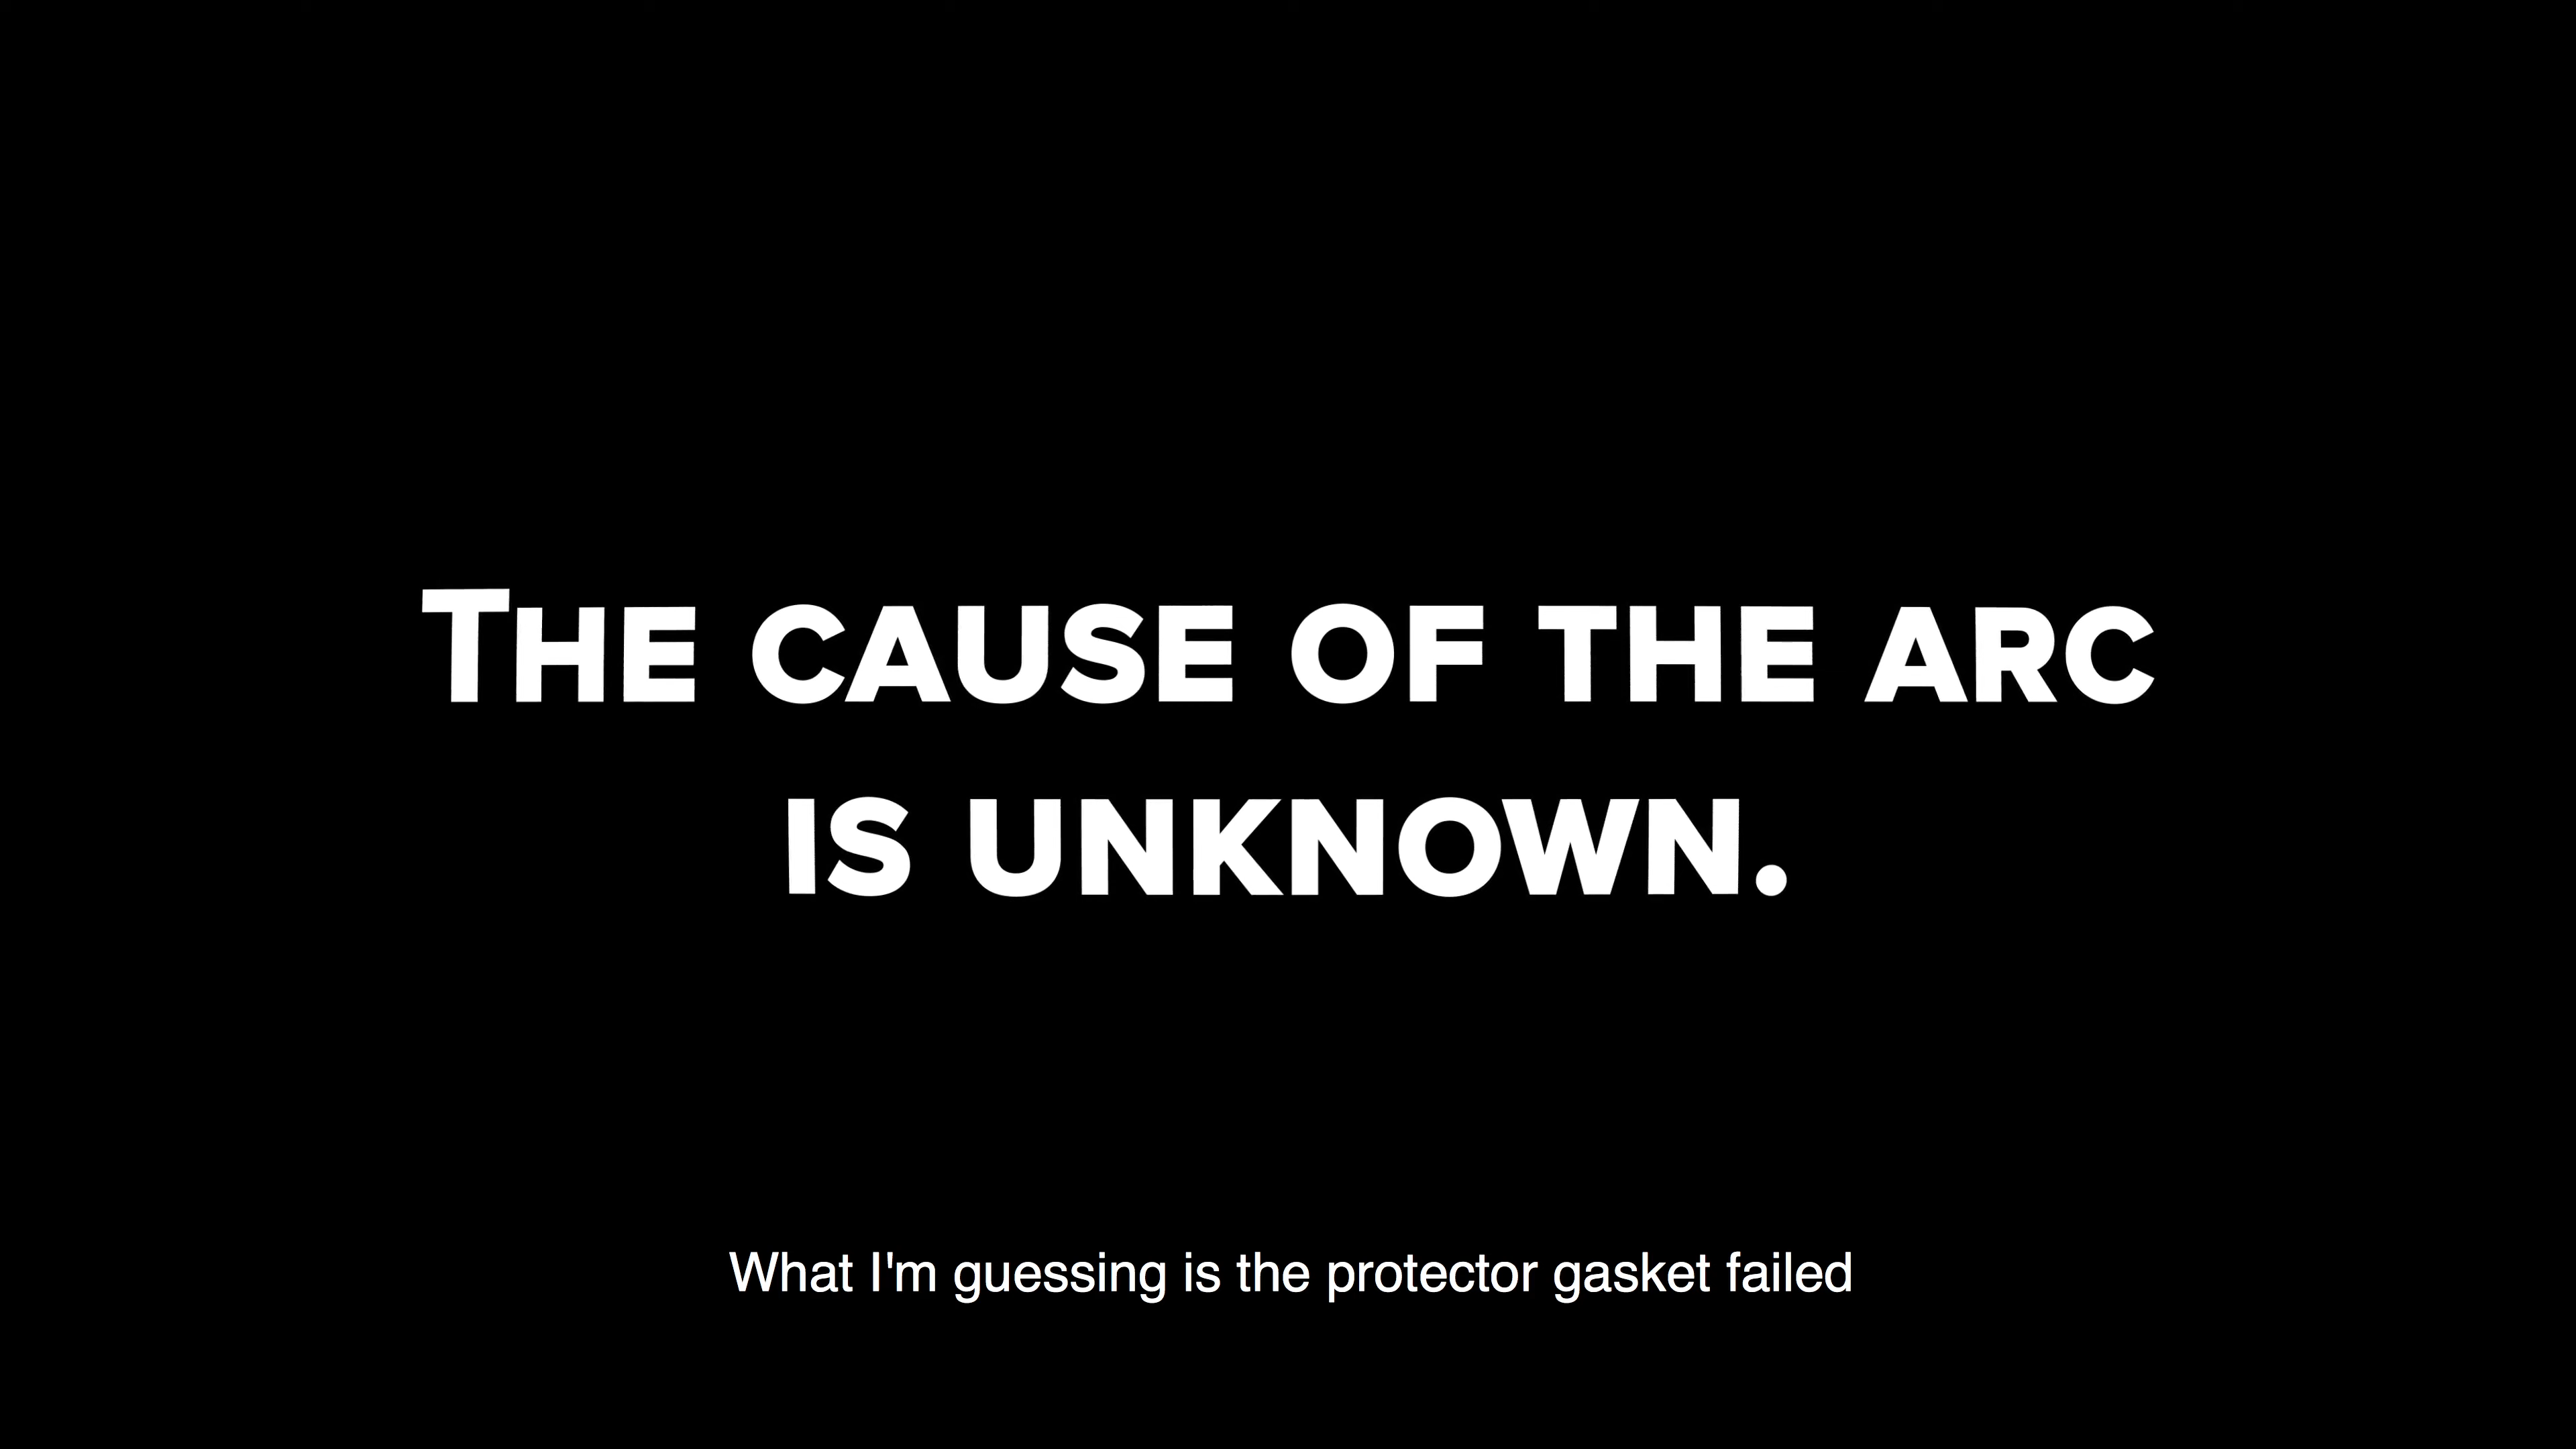 The cause of the arc
is unknown.
What I'm guessing is the protector gasket failed